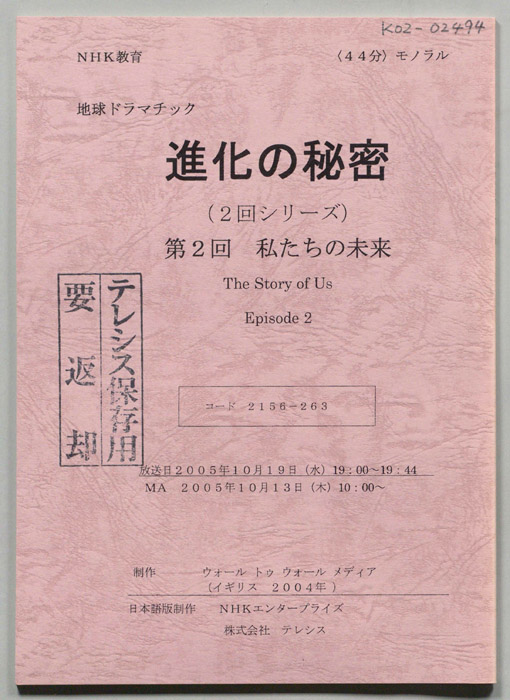 K02-02494
NHK教育 〈44分〉モノラル
地球ドラマチック
進化の秘密
(2回シリーズ)
第2回 私たちの未来
The Story of Us
Episode 2
テレシス保存用
要返却
コード 2156-263
放送日2005年10月19日(水)19:00~19:44
MA 2005年10月13日(木)10:00~
制作 ウォール トゥ ウォール メディア
(イギリス 2004年)
日本語版制作 NHKエンタープライズ
株式会社 テレシス